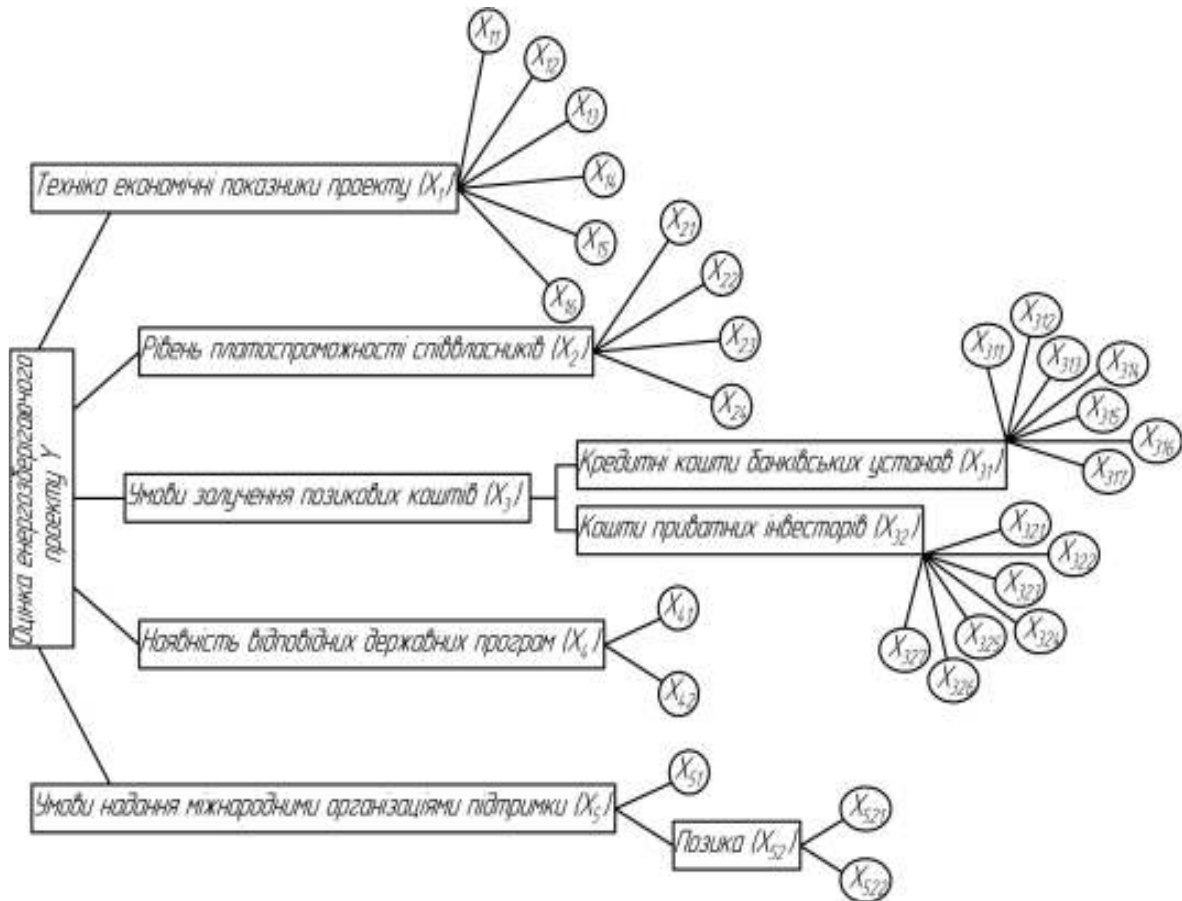 Оцінка енергозберігаючого
проекту Y
Техніко економічні показники проекту (X₁)
X₁₁
X₁₂
X₁₃
X₁₄
X₁₅
X₁₆
Рівень платоспроможності співвласників (X₂)
X₂₁
X₂₂
X₂₃
X₂₄
Умови залучення позикових коштів (X₃)
Кредитні кошти банківських установ (X₃₁)
X₃₁₁
X₃₁₂
X₃₁₃
X₃₁₄
X₃₁₅
X₃₁₆
X₃₁₇
Кошти приватних інвесторів (X₃₂)
X₃₂₁
X₃₂₂
X₃₂₃
X₃₂₄
X₃₂₅
X₃₂₆
X₃₂₇
Наявність відповідних державних програм (X₄)
X₄₁
X₄₂
Умови надання міжнародними організаціями підтримки (X₅)
X₅₁
Позика (X₅₂)
X₅₂₁
X₅₂₂